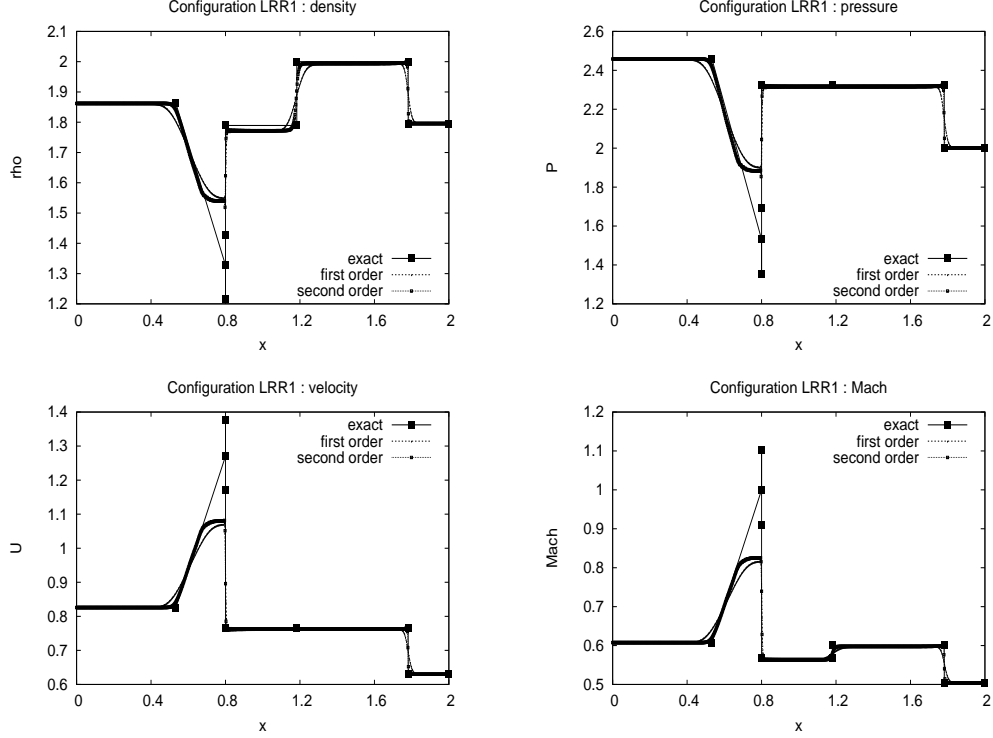 Configuration LRR1 : density
2.1
2
1.9
1.8
1.7
1.6
1.5
1.4
1.3
1.2
rho
exact
first order
second order
0 0.4 0.8 1.2 1.6 2
x
Configuration LRR1 : pressure
2.6
2.4
2.2
2
1.8
1.6
1.4
1.2
P
exact
first order
second order
0 0.4 0.8 1.2 1.6 2
x
Configuration LRR1 : velocity
1.4
1.3
1.2
1.1
1
0.9
0.8
0.7
0.6
U
exact
first order
second order
0 0.4 0.8 1.2 1.6 2
x
Configuration LRR1 : Mach
1.2
1.1
1
0.9
0.8
0.7
0.6
0.5
Mach
exact
first order
second order
0 0.4 0.8 1.2 1.6 2
x